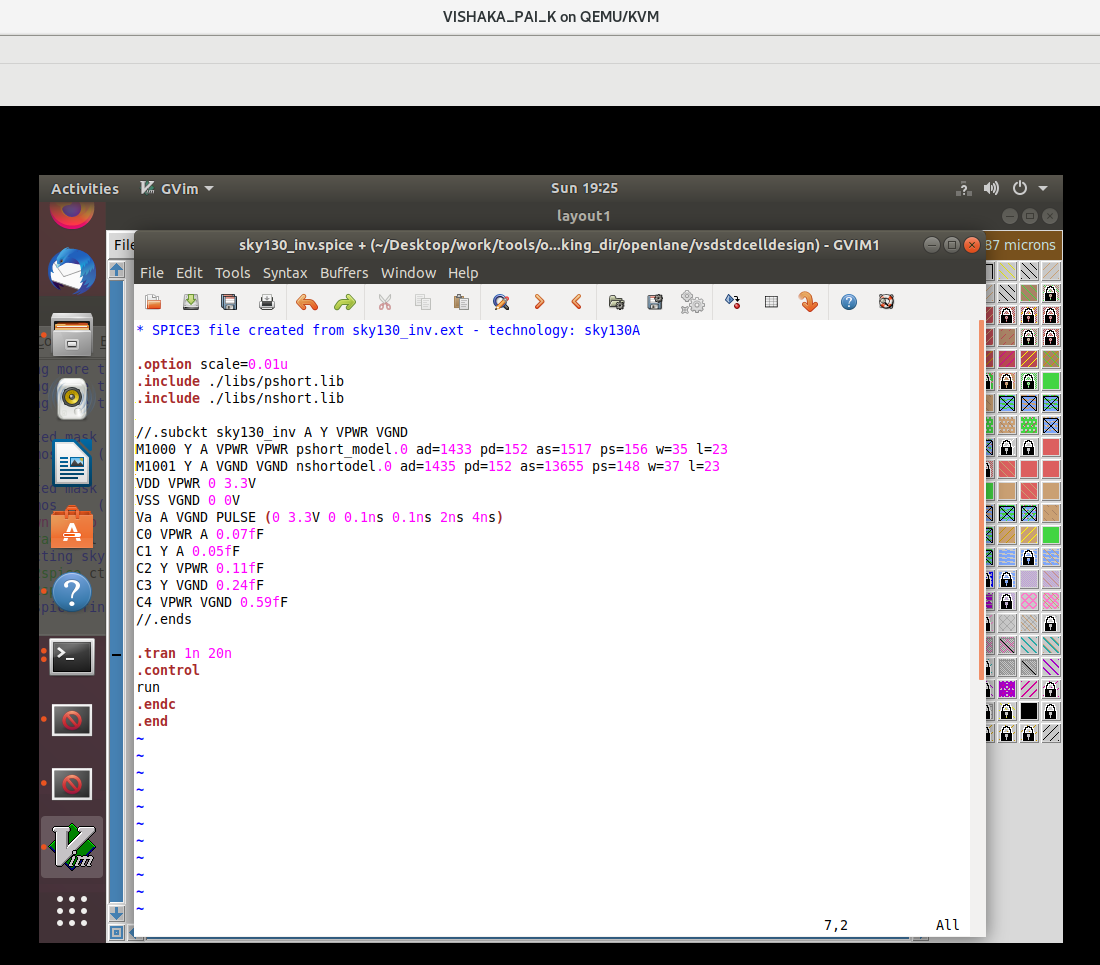 VISHAKA_PAI_K on QEMU/KVM
Activities GVim Sun 19:25
layout1
File
sky130_inv.spice + (~/Desktop/work/tools/o...king_dir/openlane/vsdstdcelldesign) - GVIM1
87 microns
File Edit Tools Syntax Buffers Window Help
* SPICE3 file created from sky130_inv.ext - technology: sky130A
.option scale=0.01u
.include ./libs/pshort.lib
.include ./libs/nshort.lib
//.subckt sky130_inv A Y VPWR VGND
M1000 Y A VPWR VPWR pshort_model.0 ad=1433 pd=152 as=1517 ps=156 w=35 l=23
M1001 Y A VGND VGND nshortodel.0 ad=1435 pd=152 as=13655 ps=148 w=37 l=23
VDD VPWR 0 3.3V
VSS VGND 0 0V
Va A VGND PULSE (0 3.3V 0 0.1ns 0.1ns 2ns 4ns)
C0 VPWR A 0.07fF
C1 Y A 0.05fF
C2 Y VPWR 0.11fF
C3 Y VGND 0.24fF
C4 VPWR VGND 0.59fF
//.ends
.tran 1n 20n
.control
run
.endc
.end
~
~
~
~
~
~
~
~
~
~
~
7,2 All